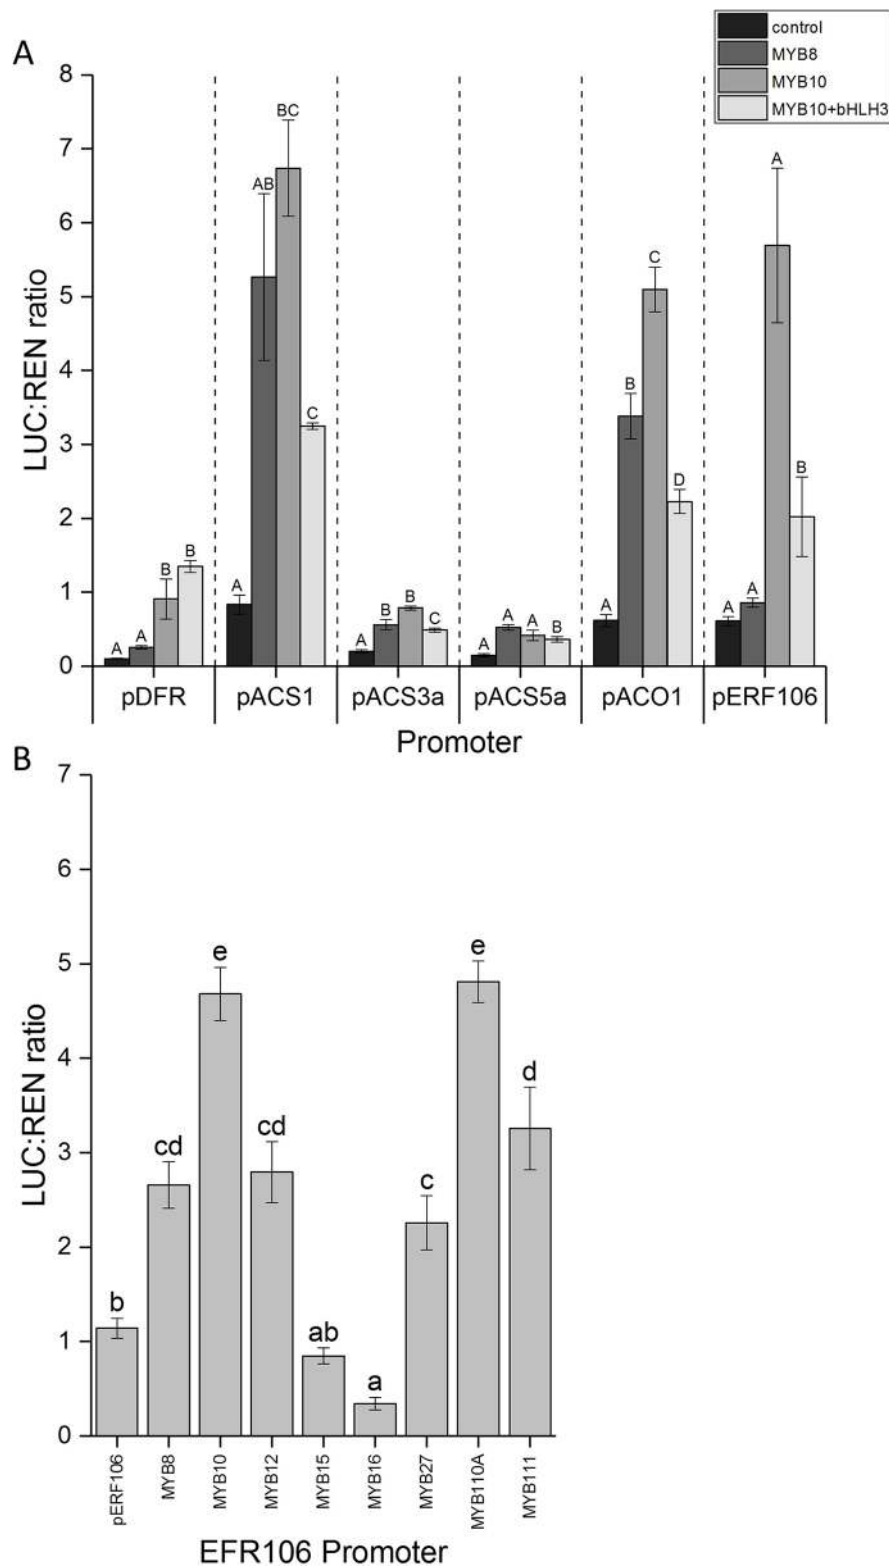 control
MYB8
MYB10
MYB10+bHLH3
A
8
7
6
5
4
3
2
1
0
LUC:REN ratio
A A B B
A AB BC C
A B B C
A A A B
A B C D
A A A B
pDFR pACS1 pACS3a pACS5a pACO1 pERF106
Promoter
B
7
6
5
4
3
2
1
0
LUC:REN ratio
b cd e cd ab a c e d
pERF106 MYB8 MYB10 MYB12 MYB15 MYB16 MYB27 MYB110A MYB111
EFR106 Promoter